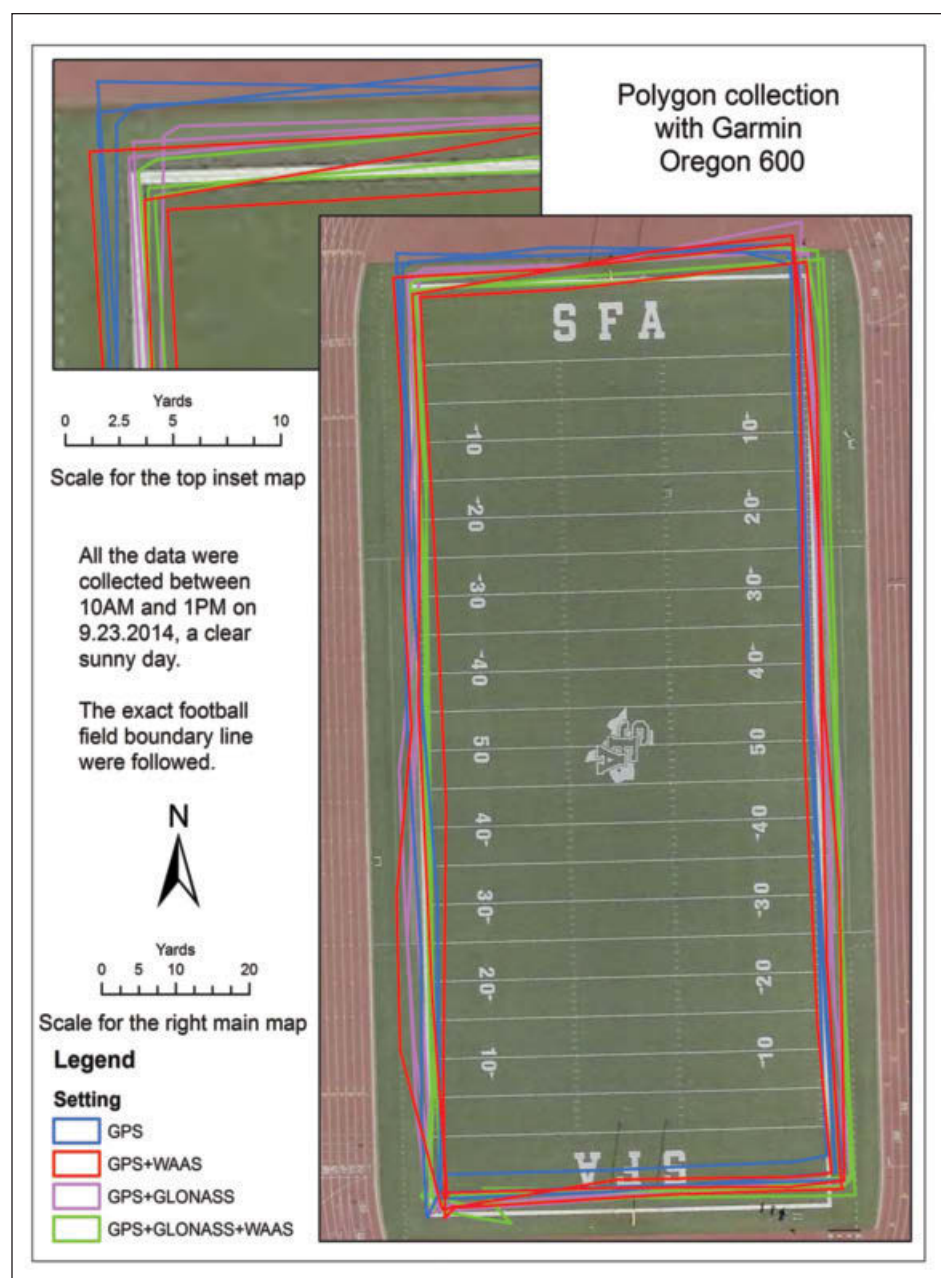 Polygon collection
with Garmin
Oregon 600
Yards
0 2.5 5 10
Scale for the top inset map
All the data were
collected between
10AM and 1PM on
9.23.2014, a clear
sunny day.
The exact football
field boundary line
were followed.
N
Yards
0 5 10 20
Scale for the right main map
Legend
Setting
GPS
GPS+WAAS
GPS+GLONASS
GPS+GLONASS+WAAS
SFA
-10 10-
-20 20-
-30 30-
-40 40-
50 50
SFA
40- -40
30- -30
20- -20
10- -10
SFA